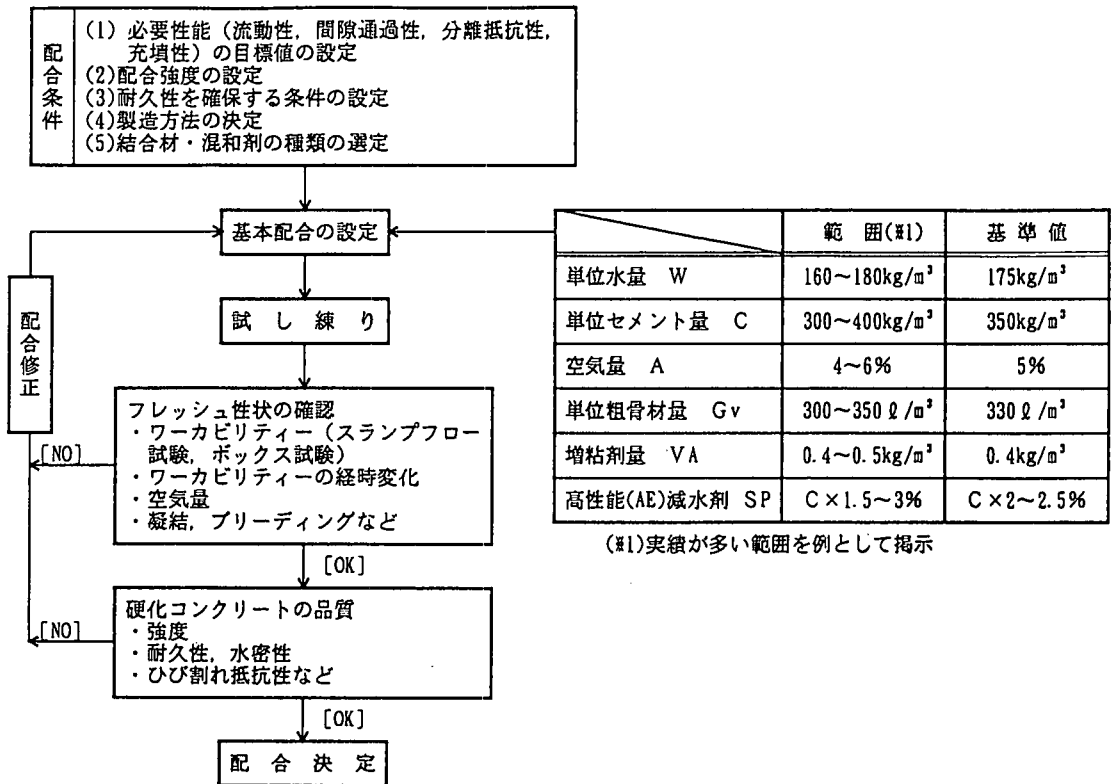 配合条件
(1) 必要性能（流動性，間隙通過性，分離抵抗性，
充填性）の目標値の設定
(2)配合強度の設定
(3)耐久性を確保する条件の設定
(4)製造方法の決定
(5)結合材・混和剤の種類の選定
基本配合の設定
試し練り
配合修正
フレッシュ性状の確認
・ワーカビリティー（スランプフロー
試験，ボックス試験）
・ワーカビリティーの経時変化
・空気量
・凝結，ブリーディングなど
[NO]
[OK]
硬化コンクリートの品質
・強度
・耐久性，水密性
・ひび割れ抵抗性など
[NO]
[OK]
配合決定
範囲(※1) 基準値
単位水量 W 160～180kg/m³ 175kg/m³
単位セメント量 C 300～400kg/m³ 350kg/m³
空気量 A 4～6% 5%
単位粗骨材量 Gv 300～350ℓ/m³ 330ℓ/m³
増粘剤量 VA 0.4～0.5kg/m³ 0.4kg/m³
高性能(AE)減水剤 SP C×1.5～3% C×2～2.5%
(※1)実績が多い範囲を例として掲示